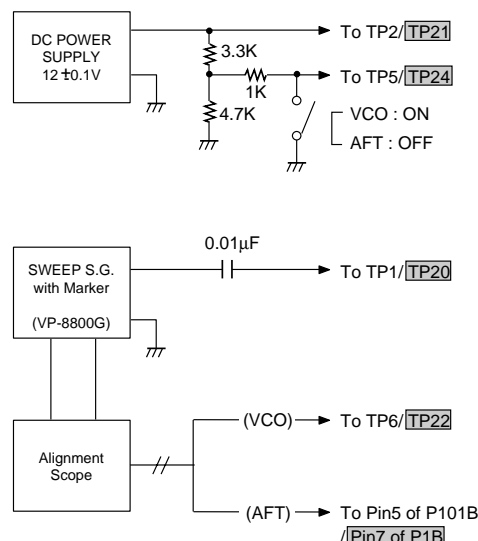 DC POWER
SUPPLY
12±0.1V
3.3K
1K
4.7K
To TP2/TP21
To TP5/TP24
VCO : ON
AFT : OFF
0.01µF
SWEEP S.G.
with Marker
(VP-8800G)
To TP1/TP20
Alignment
Scope
(VCO)
To TP6/TP22
(AFT)
To Pin5 of P101B
/Pin7 of P1B